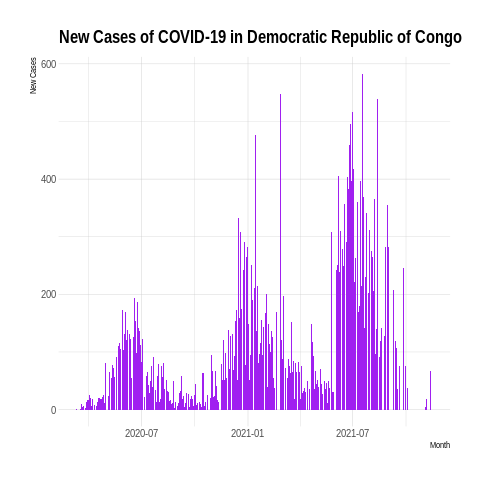 New Cases of COVID-19 in Democratic Republic of Congo
New Cases
600
400
200
0
2020-07
2021-01
2021-07
Month